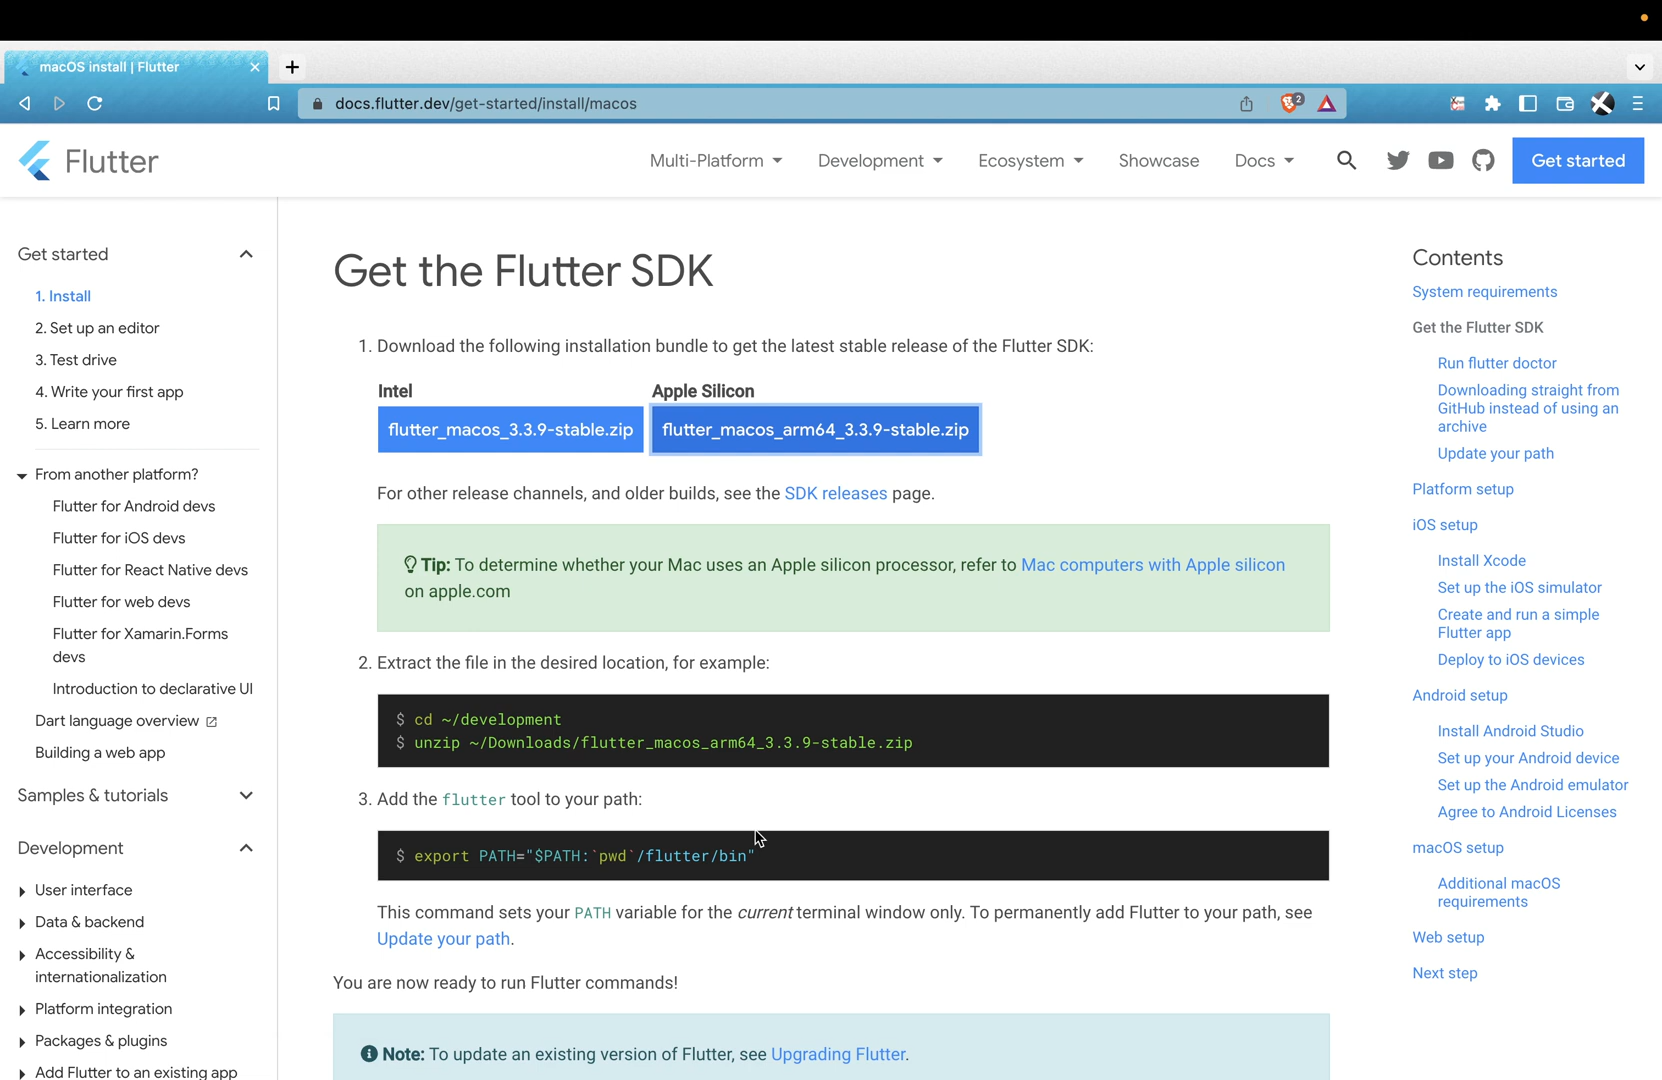 macOS install | Flutter
docs.flutter.dev/get-started/install/macos
2
Flutter
Multi-Platform
Development
Ecosystem
Showcase
Docs
Get started
Get started
1. Install
2. Set up an editor
3. Test drive
4. Write your first app
5. Learn more
From another platform?
Flutter for Android devs
Flutter for iOS devs
Flutter for React Native devs
Flutter for web devs
Flutter for Xamarin.Forms
devs
Introduction to declarative UI
Dart language overview
Building a web app
Samples & tutorials
Development
User interface
Data & backend
Accessibility &
internationalization
Platform integration
Packages & plugins
Add Flutter to an existing app
Get the Flutter SDK
1. Download the following installation bundle to get the latest stable release of the Flutter SDK:
Intel
Apple Silicon
flutter_macos_3.3.9-stable.zip
flutter_macos_arm64_3.3.9-stable.zip
For other release channels, and older builds, see the SDK releases page.
Tip: To determine whether your Mac uses an Apple silicon processor, refer to Mac computers with Apple silicon
on apple.com
2. Extract the file in the desired location, for example:
$ cd ~/development
$ unzip ~/Downloads/flutter_macos_arm64_3.3.9-stable.zip
3. Add the flutter tool to your path:
$ export PATH="$PATH:`pwd`/flutter/bin"
This command sets your PATH variable for the current terminal window only. To permanently add Flutter to your path, see
Update your path.
You are now ready to run Flutter commands!
Note: To update an existing version of Flutter, see Upgrading Flutter.
Contents
System requirements
Get the Flutter SDK
Run flutter doctor
Downloading straight from
GitHub instead of using an
archive
Update your path
Platform setup
iOS setup
Install Xcode
Set up the iOS simulator
Create and run a simple
Flutter app
Deploy to iOS devices
Android setup
Install Android Studio
Set up your Android device
Set up the Android emulator
Agree to Android Licenses
macOS setup
Additional macOS
requirements
Web setup
Next step